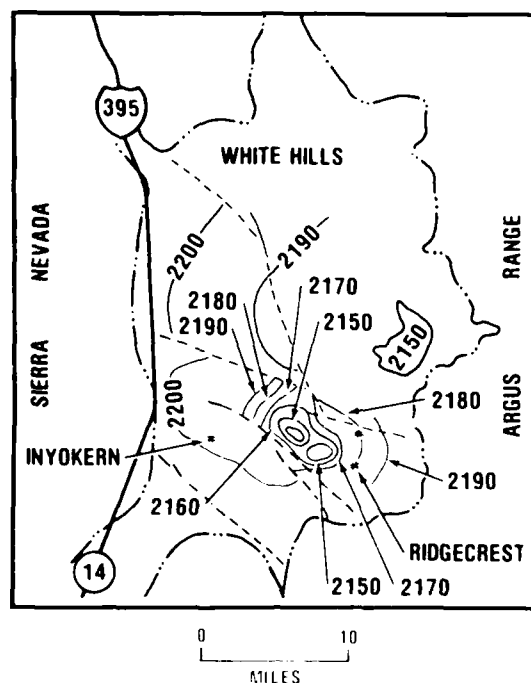 395
WHITE HILLS
NEVADA
RANGE
2200
2190
2170
2180
2150
2190
2150
SIERRA
2200
2180
ARGUS
INYOKERN
2190
2160
RIDGECREST
14
2150
2170
0 10
MILES